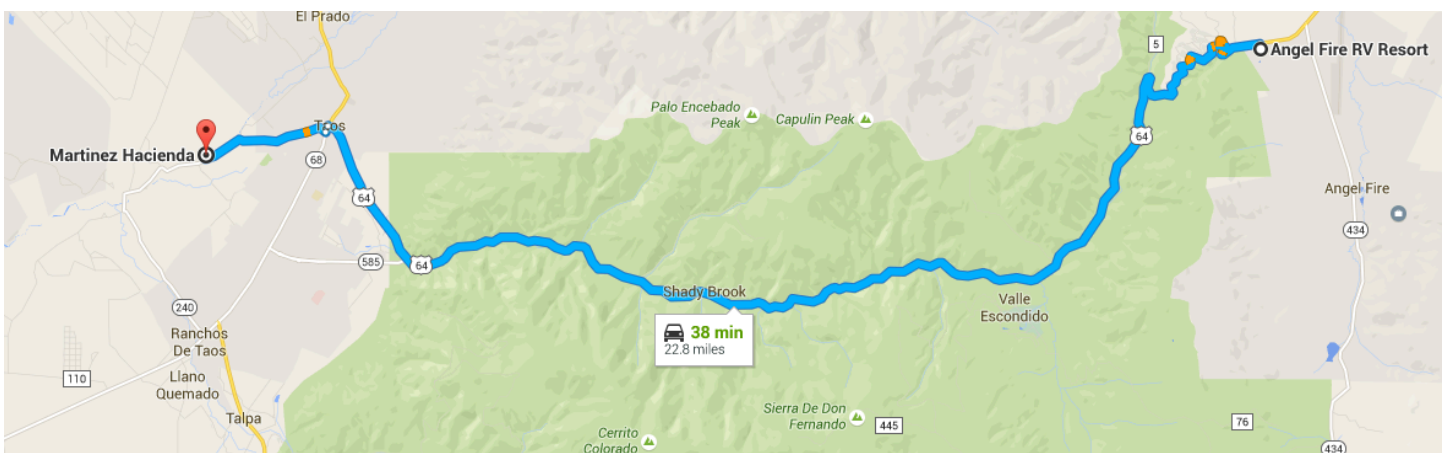 El Prado
5
Angel Fire RV Resort
Palo Encebado
Peak
Capulin Peak
Taos
64
Martinez Hacienda
68
64
Angel Fire
434
585
64
Shady Brook
Valle
Escondido
240
38 min
22.8 miles
Ranchos
De Taos
110
Llano
Quemado
Talpa
Sierra De Don
Fernando
445
76
Cerrito
Colorado
434